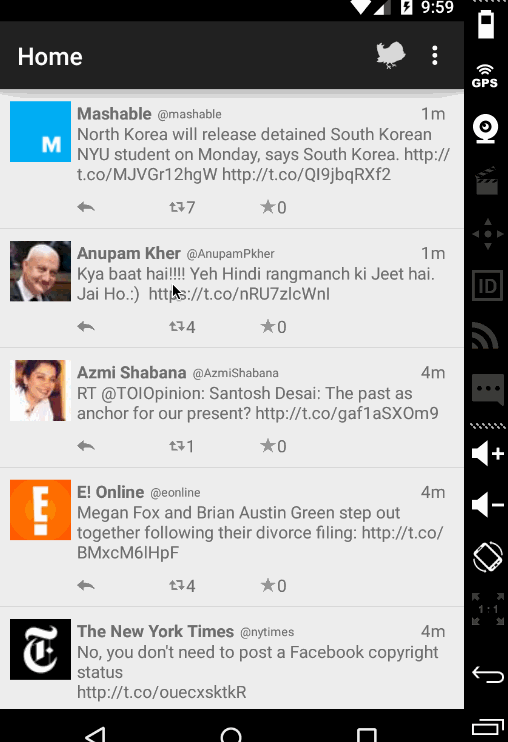 9:59
Home
GPS
Mashable @mashable 1m
North Korea will release detained South Korean
NYU student on Monday, says South Korea. http://
t.co/MJVGr12hgW http://t.co/QI9jbqRXf2
7 0
M
Anupam Kher @AnupamPkher 1m
Kya baat hai!!!! Yeh Hindi rangmanch ki Jeet hai.
Jai Ho.:) https://t.co/nRU7zlcWnI
4 0
ID
Azmi Shabana @AzmiShabana 4m
RT @TOIOpinion: Santosh Desai: The past as
anchor for our present? http://t.co/gaf1aSXOm9
1 0
E! Online @eonline 4m
Megan Fox and Brian Austin Green step out
together following their divorce filing: http://t.co/
BMxcM6lHpF
4 0
E!
1:1
The New York Times @nytimes 4m
No, you don't need to post a Facebook copyright
status
http://t.co/ouecxsktkR
T